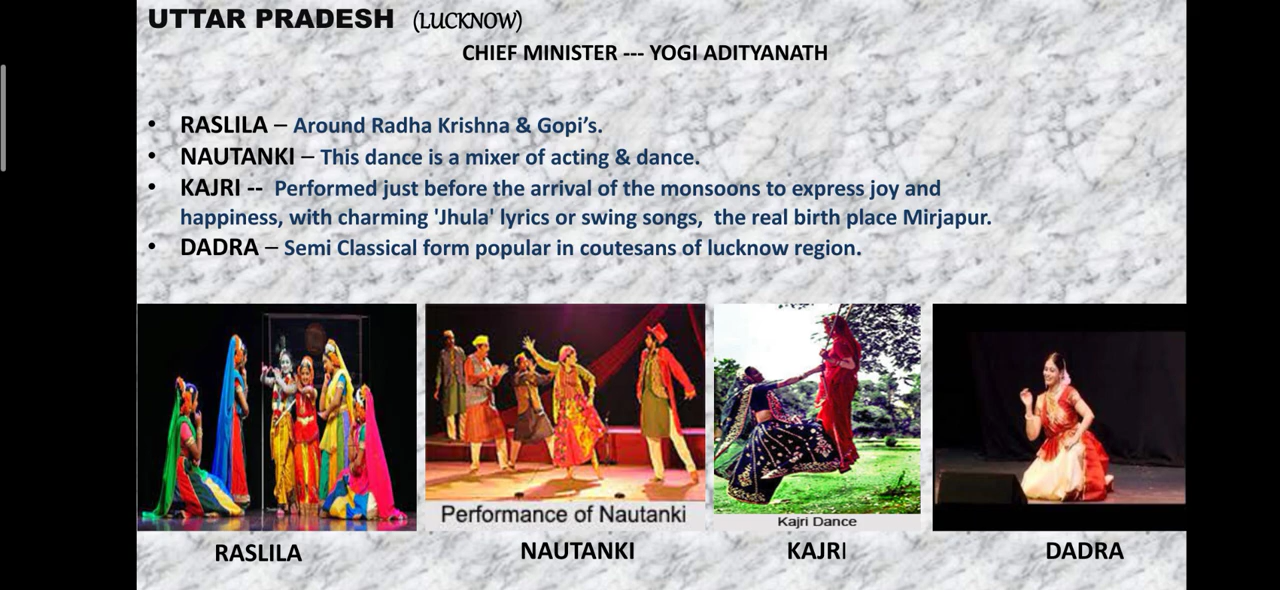 UTTAR PRADESH (LUCKNOW)
CHIEF MINISTER --- YOGI ADITYANATH
• RASLILA – Around Radha Krishna & Gopi’s.
• NAUTANKI – This dance is a mixer of acting & dance.
• KAJRI -- Performed just before the arrival of the monsoons to express joy and
happiness, with charming 'Jhula' lyrics or swing songs, the real birth place Mirjapur.
• DADRA – Semi Classical form popular in coutesans of lucknow region.
Performance of Nautanki
Kajri Dance
RASLILA
NAUTANKI
KAJRI
DADRA